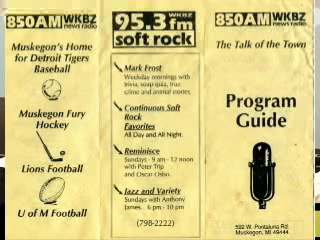 850AM WKBZ
news radio
Muskegon's Home
for Detroit Tigers
Baseball
Muskegon Fury
Hockey
Lions Football
U of M Football
WKBZ
95.3 fm
soft rock
Mark Frost
Weekday mornings with
trivia, soap quiz, true
crime and animal stories.
Continuous Soft
Rock
Favorites
All Day and All Night.
Reminisce
Sundays - 9 am - 12 noon
with Peter Tripp
and Oscar Osbo.
Jazz and Variety
Sundays with Anthony
James. 6 pm - 10 pm
(798-2222)
850AM WKBZ
news radio
The Talk of the Town
Program
Guide
592 W. Pontaluna Rd.
Muskegon, MI 49444